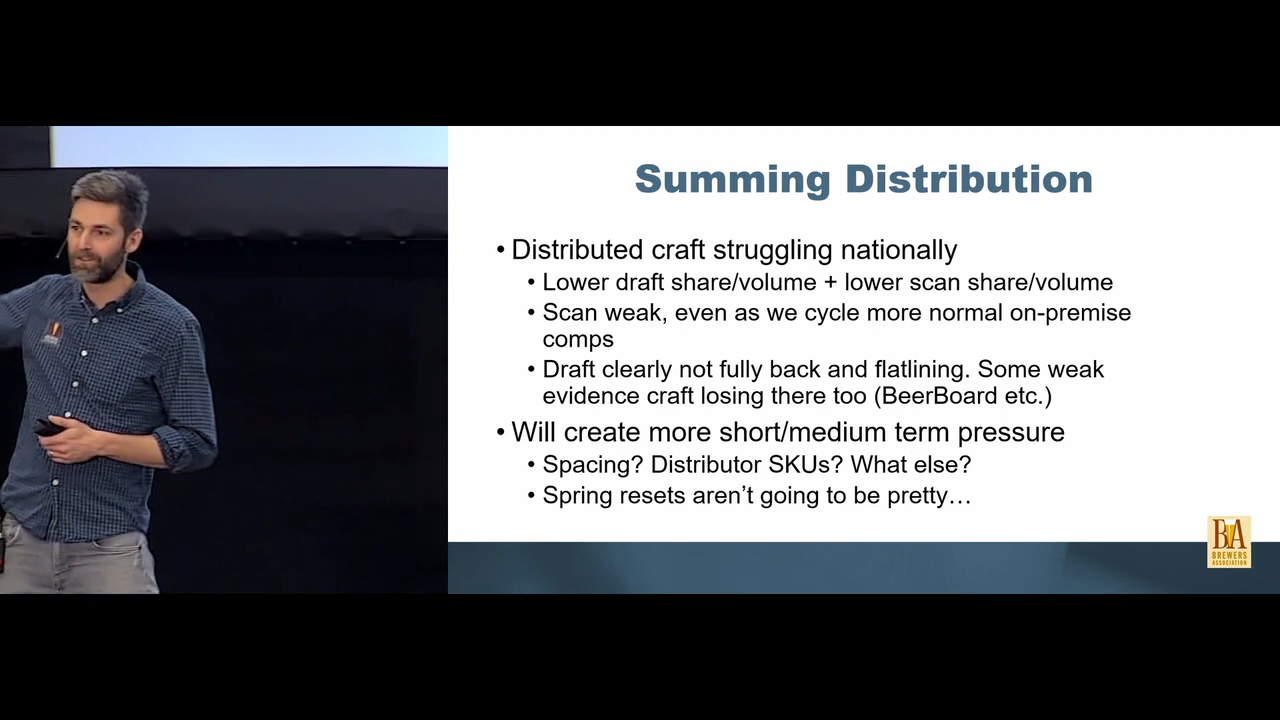 Summing Distribution
• Distributed craft struggling nationally
• Lower draft share/volume + lower scan share/volume
• Scan weak, even as we cycle more normal on-premise
comps
• Draft clearly not fully back and flatlining. Some weak
evidence craft losing there too (BeerBoard etc.)
• Will create more short/medium term pressure
• Spacing? Distributor SKUs? What else?
• Spring resets aren’t going to be pretty…
BA
BREWERS
ASSOCIATION